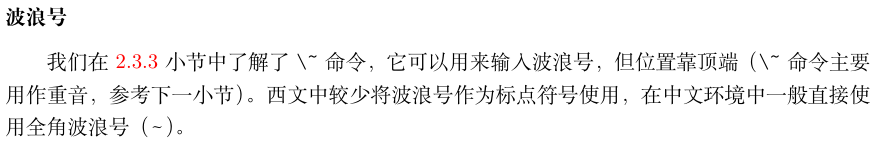 波浪号
我们在 2.3.3 小节中了解了 \~ 命令，它可以用来输入波浪号，但位置靠顶端（\~ 命令主要
用作重音，参考下一小节）。西文中较少将波浪号作为标点符号使用，在中文环境中一般直接使
用全角波浪号（～）。